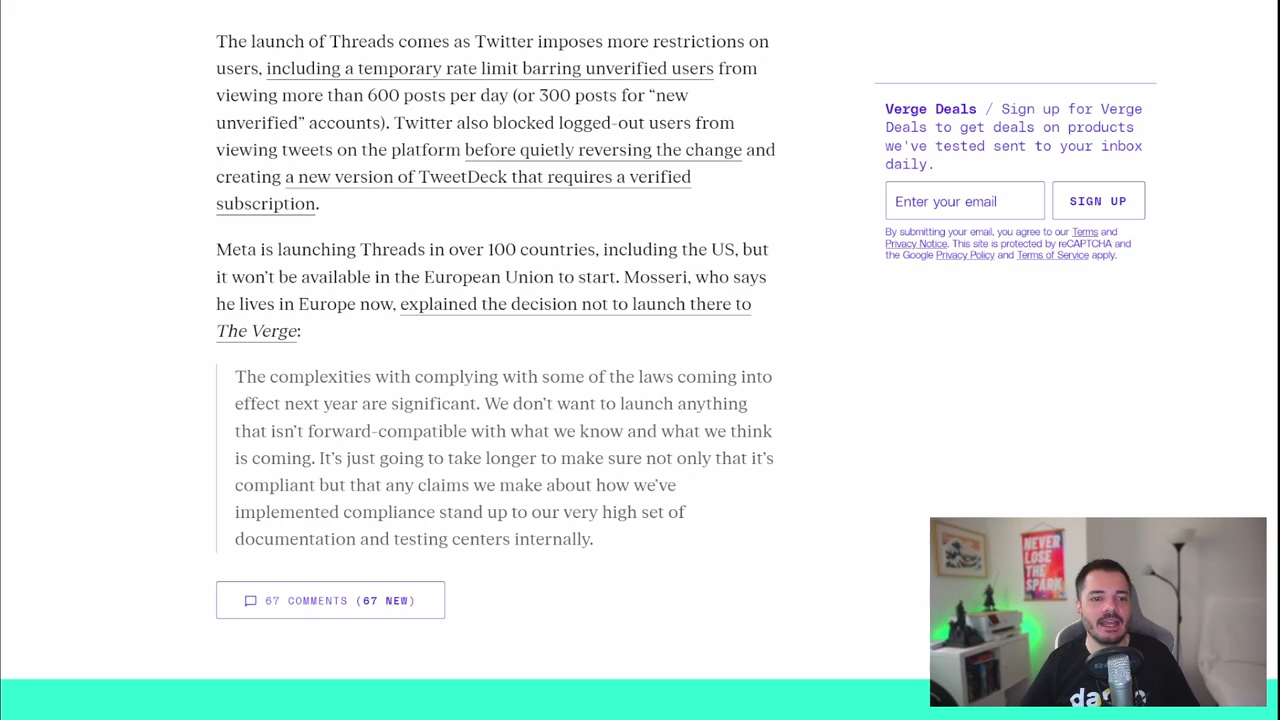 The launch of Threads comes as Twitter imposes more restrictions on
users, including a temporary rate limit barring unverified users from
viewing more than 600 posts per day (or 300 posts for “new
unverified” accounts). Twitter also blocked logged-out users from
viewing tweets on the platform before quietly reversing the change and
creating a new version of TweetDeck that requires a verified
subscription.
Meta is launching Threads in over 100 countries, including the US, but
it won’t be available in the European Union to start. Mosseri, who says
he lives in Europe now, explained the decision not to launch there to
The Verge:
The complexities with complying with some of the laws coming into
effect next year are significant. We don’t want to launch anything
that isn’t forward-compatible with what we know and what we think
is coming. It’s just going to take longer to make sure not only that it’s
compliant but that any claims we make about how we’ve
implemented compliance stand up to our very high set of
documentation and testing centers internally.
67 COMMENTS (67 NEW)
Verge Deals / Sign up for Verge
Deals to get deals on products
we've tested sent to your inbox
daily.
Enter your email
SIGN UP
By submitting your email, you agree to our Terms and
Privacy Notice. This site is protected by reCAPTCHA and
the Google Privacy Policy and Terms of Service apply.
NEVER
LOSE
THE
SPARK